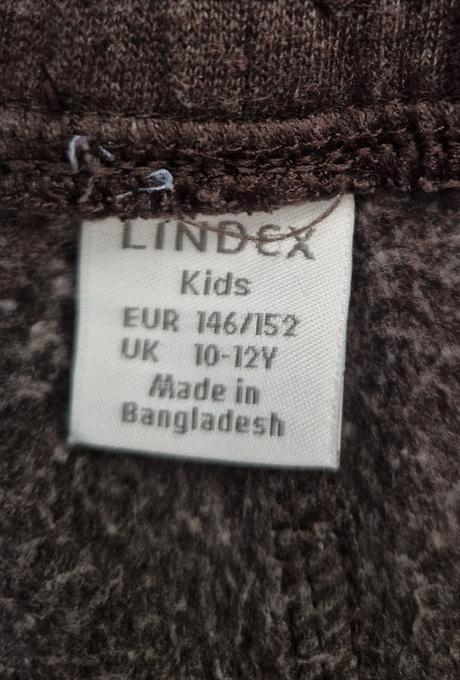 LINDEX
Kids
EUR 146/152
UK 10-12Y
Made in
Bangladesh